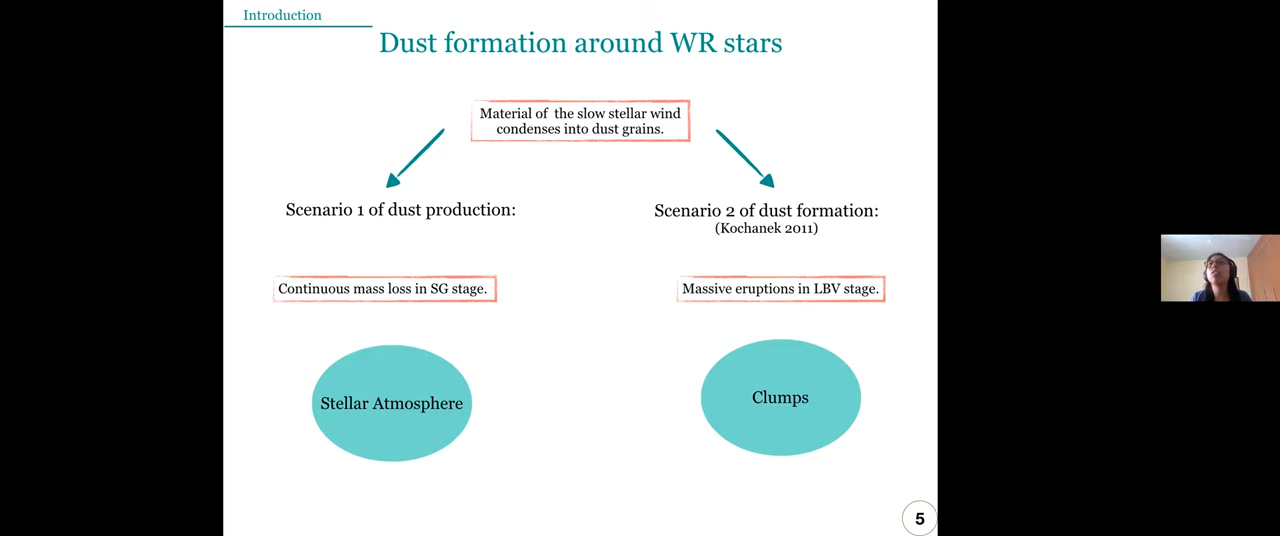 Introduction
Dust formation around WR stars
Material of the slow stellar wind
condenses into dust grains.
Scenario 1 of dust production:
Scenario 2 of dust formation:
(Kochanek 2011)
Continuous mass loss in SG stage.
Massive eruptions in LBV stage.
Stellar Atmosphere
Clumps
5